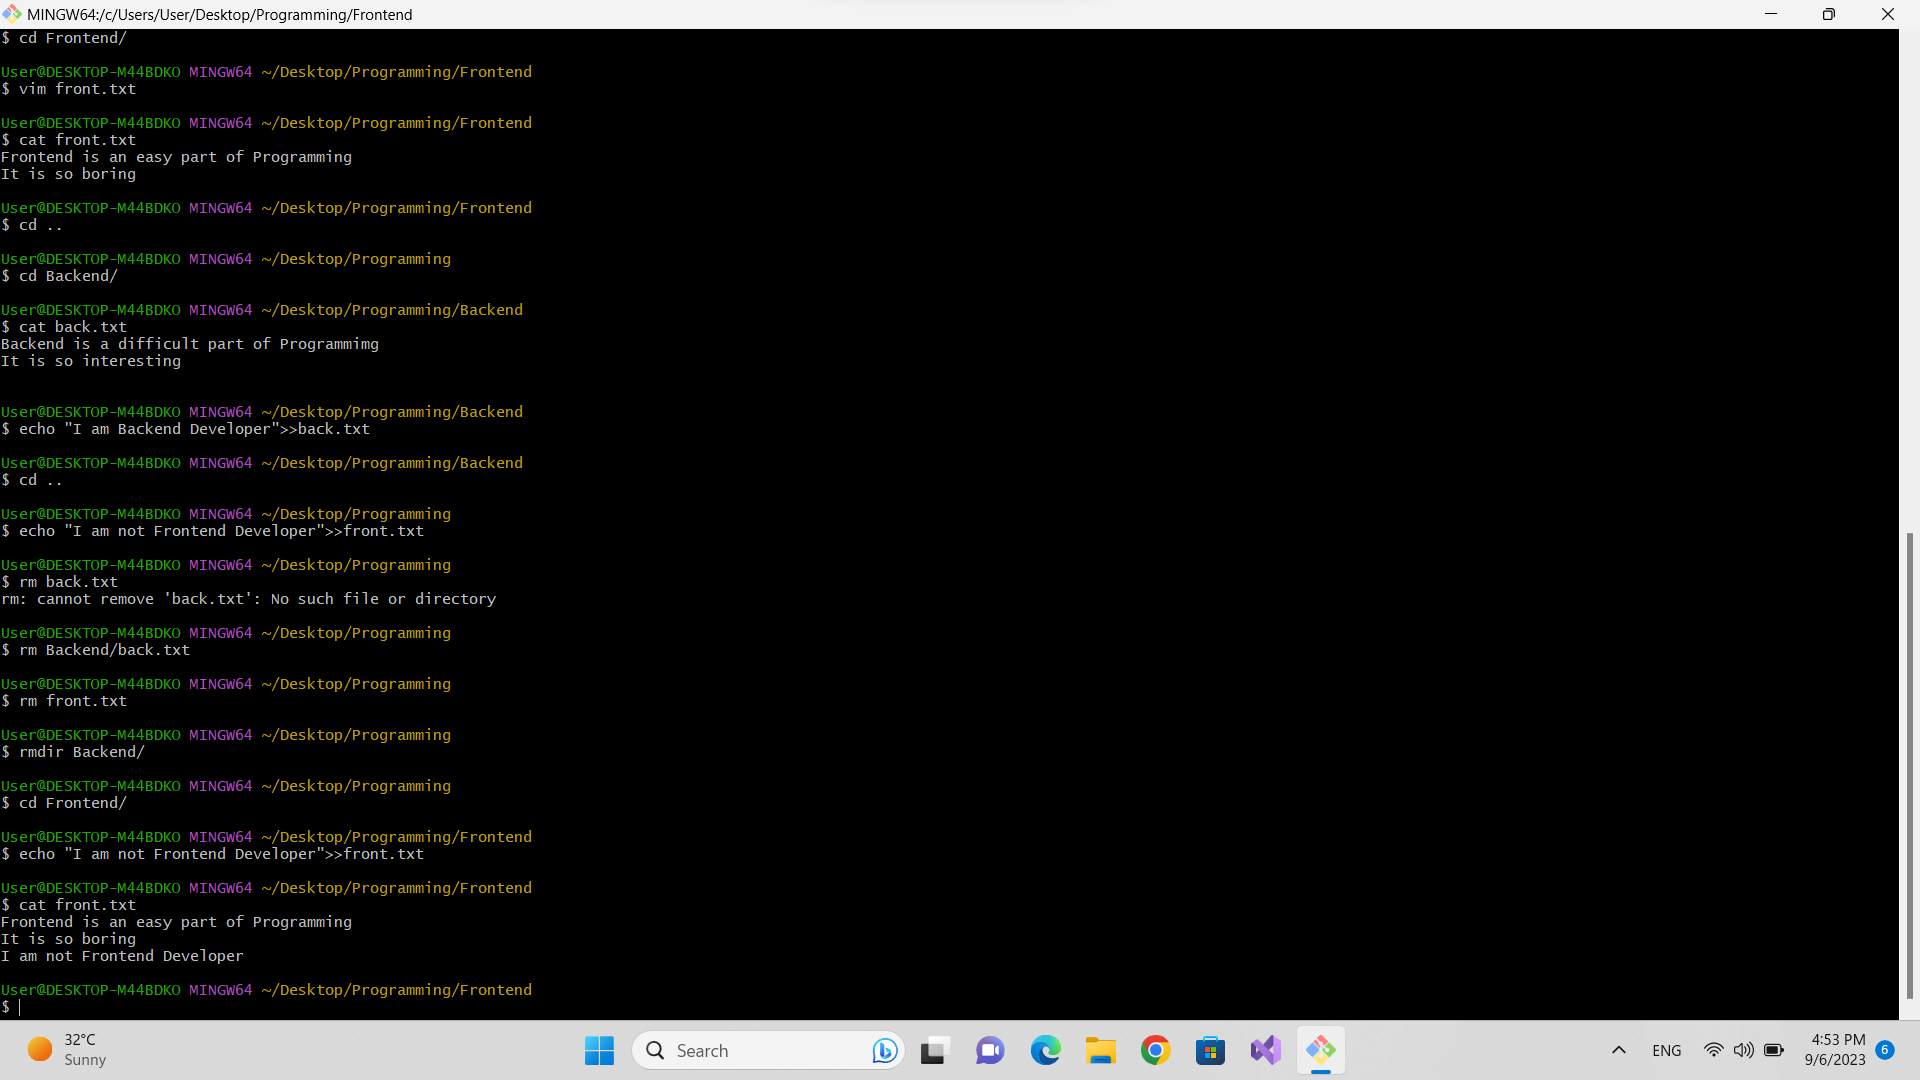 MINGW64:/c/Users/User/Desktop/Programming/Frontend
$ cd Frontend/
User@DESKTOP-M44BDKO MINGW64 ~/Desktop/Programming/Frontend
$ vim front.txt
User@DESKTOP-M44BDKO MINGW64 ~/Desktop/Programming/Frontend
$ cat front.txt
Frontend is an easy part of Programming
It is so boring
User@DESKTOP-M44BDKO MINGW64 ~/Desktop/Programming/Frontend
$ cd ..
User@DESKTOP-M44BDKO MINGW64 ~/Desktop/Programming
$ cd Backend/
User@DESKTOP-M44BDKO MINGW64 ~/Desktop/Programming/Backend
$ cat back.txt
Backend is a difficult part of Programmimg
It is so interesting
User@DESKTOP-M44BDKO MINGW64 ~/Desktop/Programming/Backend
$ echo "I am Backend Developer">>back.txt
User@DESKTOP-M44BDKO MINGW64 ~/Desktop/Programming/Backend
$ cd ..
User@DESKTOP-M44BDKO MINGW64 ~/Desktop/Programming
$ echo "I am not Frontend Developer">>front.txt
User@DESKTOP-M44BDKO MINGW64 ~/Desktop/Programming
$ rm back.txt
rm: cannot remove 'back.txt': No such file or directory
User@DESKTOP-M44BDKO MINGW64 ~/Desktop/Programming
$ rm Backend/back.txt
User@DESKTOP-M44BDKO MINGW64 ~/Desktop/Programming
$ rm front.txt
User@DESKTOP-M44BDKO MINGW64 ~/Desktop/Programming
$ rmdir Backend/
User@DESKTOP-M44BDKO MINGW64 ~/Desktop/Programming
$ cd Frontend/
User@DESKTOP-M44BDKO MINGW64 ~/Desktop/Programming/Frontend
$ echo "I am not Frontend Developer">>front.txt
User@DESKTOP-M44BDKO MINGW64 ~/Desktop/Programming/Frontend
$ cat front.txt
Frontend is an easy part of Programming
It is so boring
I am not Frontend Developer
User@DESKTOP-M44BDKO MINGW64 ~/Desktop/Programming/Frontend
$
32°C
Sunny
Search
ENG
4:53 PM
9/6/2023
6